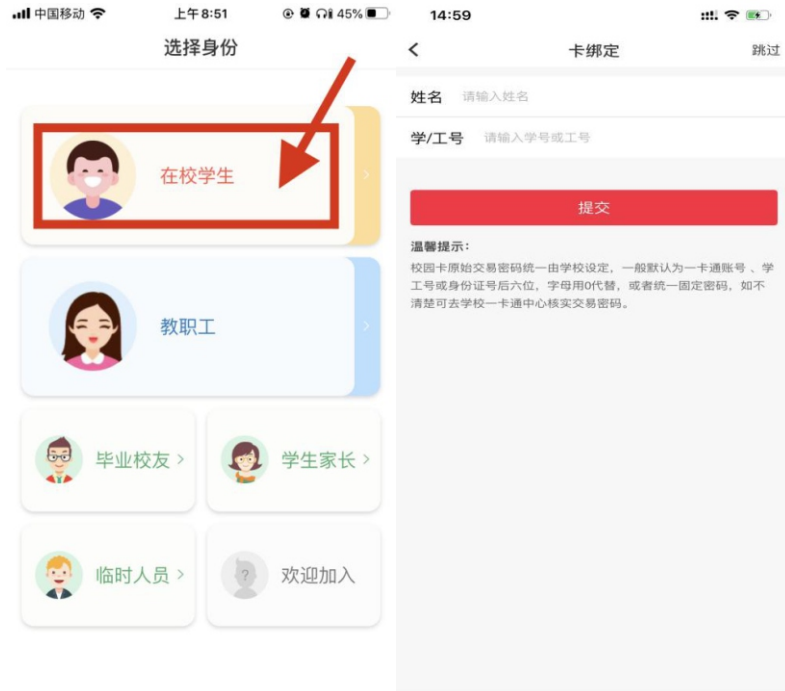 中国移动 上午8:51 45%
选择身份
在校学生
教职工
毕业校友
学生家长
临时人员
?
欢迎加入
14:59
卡绑定 跳过
姓名 请输入姓名
学/工号 请输入学号或工号
提交
温馨提示：
校园卡原始交易密码统一由学校设定，一般默认为一卡通账号、学
工号或身份证号后六位，字母用0代替，或者统一固定密码，如不
清楚可去学校一卡通中心核实交易密码。